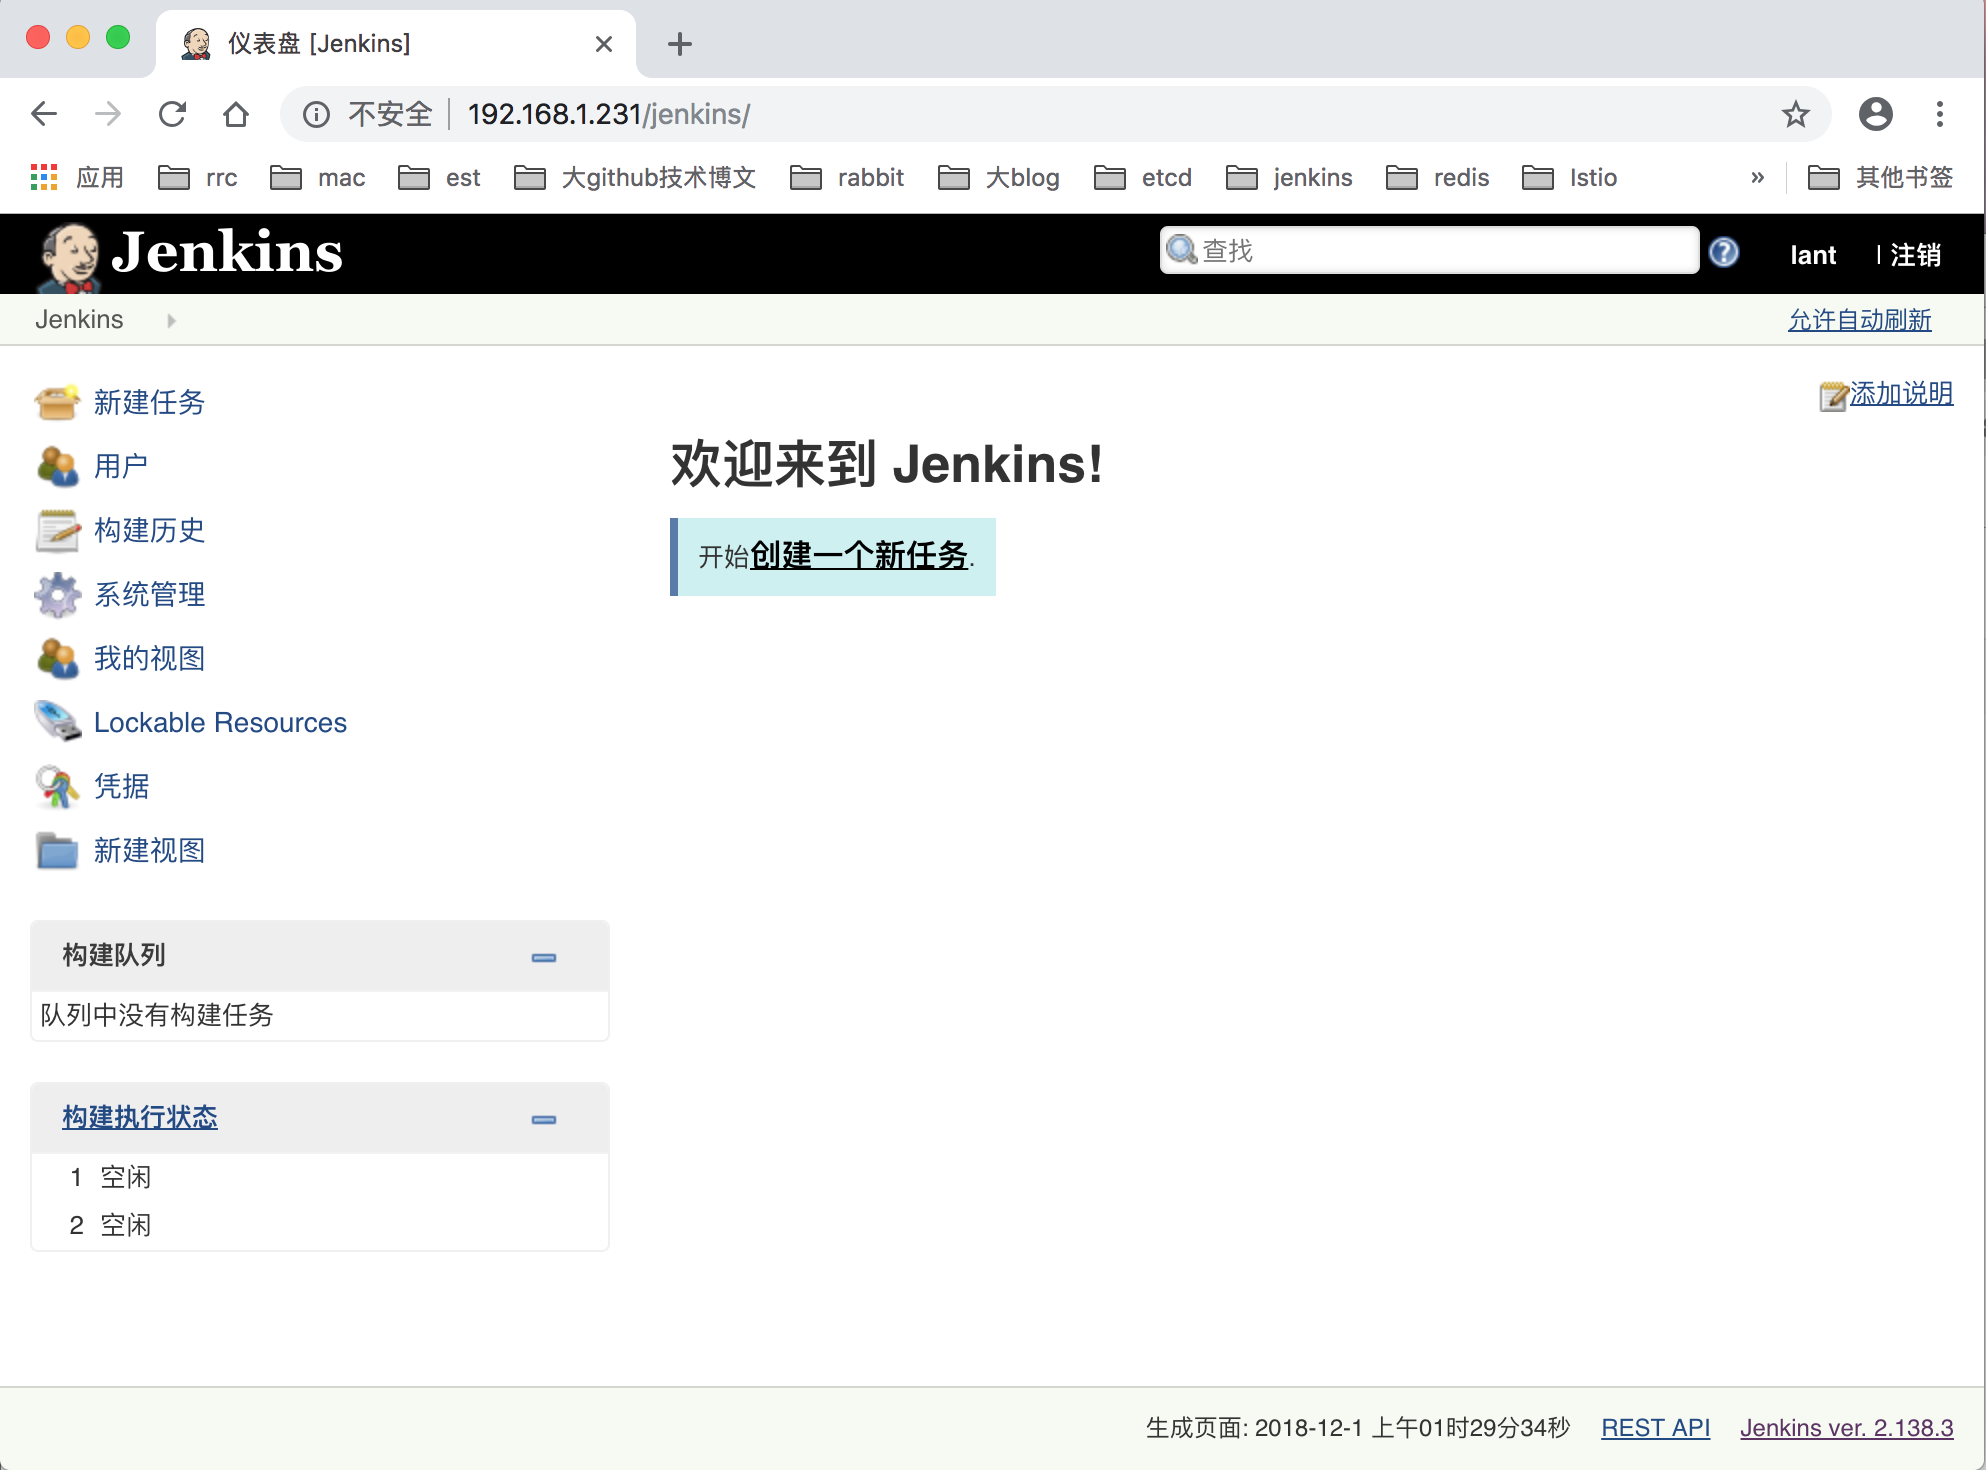 仪表盘 [Jenkins]
不安全 192.168.1.231/jenkins/
应用 rrc mac est 大github技术博文 rabbit 大blog etcd jenkins redis Istio » 其他书签
Jenkins 查找 lant | 注销
Jenkins 允许自动刷新
添加说明
新建任务
用户
构建历史
系统管理
我的视图
Lockable Resources
凭据
新建视图
欢迎来到 Jenkins!
开始创建一个新任务.
构建队列
队列中没有构建任务
构建执行状态
1 空闲
2 空闲
生成页面: 2018-12-1 上午01时29分34秒 REST API Jenkins ver. 2.138.3